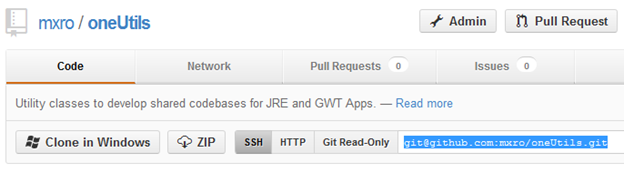 mxro / oneUtils Admin Pull Request
Code Network Pull Requests 0 Issues 0
Utility classes to develop shared codebases for JRE and GWT Apps. — Read more
Clone in Windows ZIP SSH HTTP Git Read-Only git@github.com:mxro/oneUtils.git